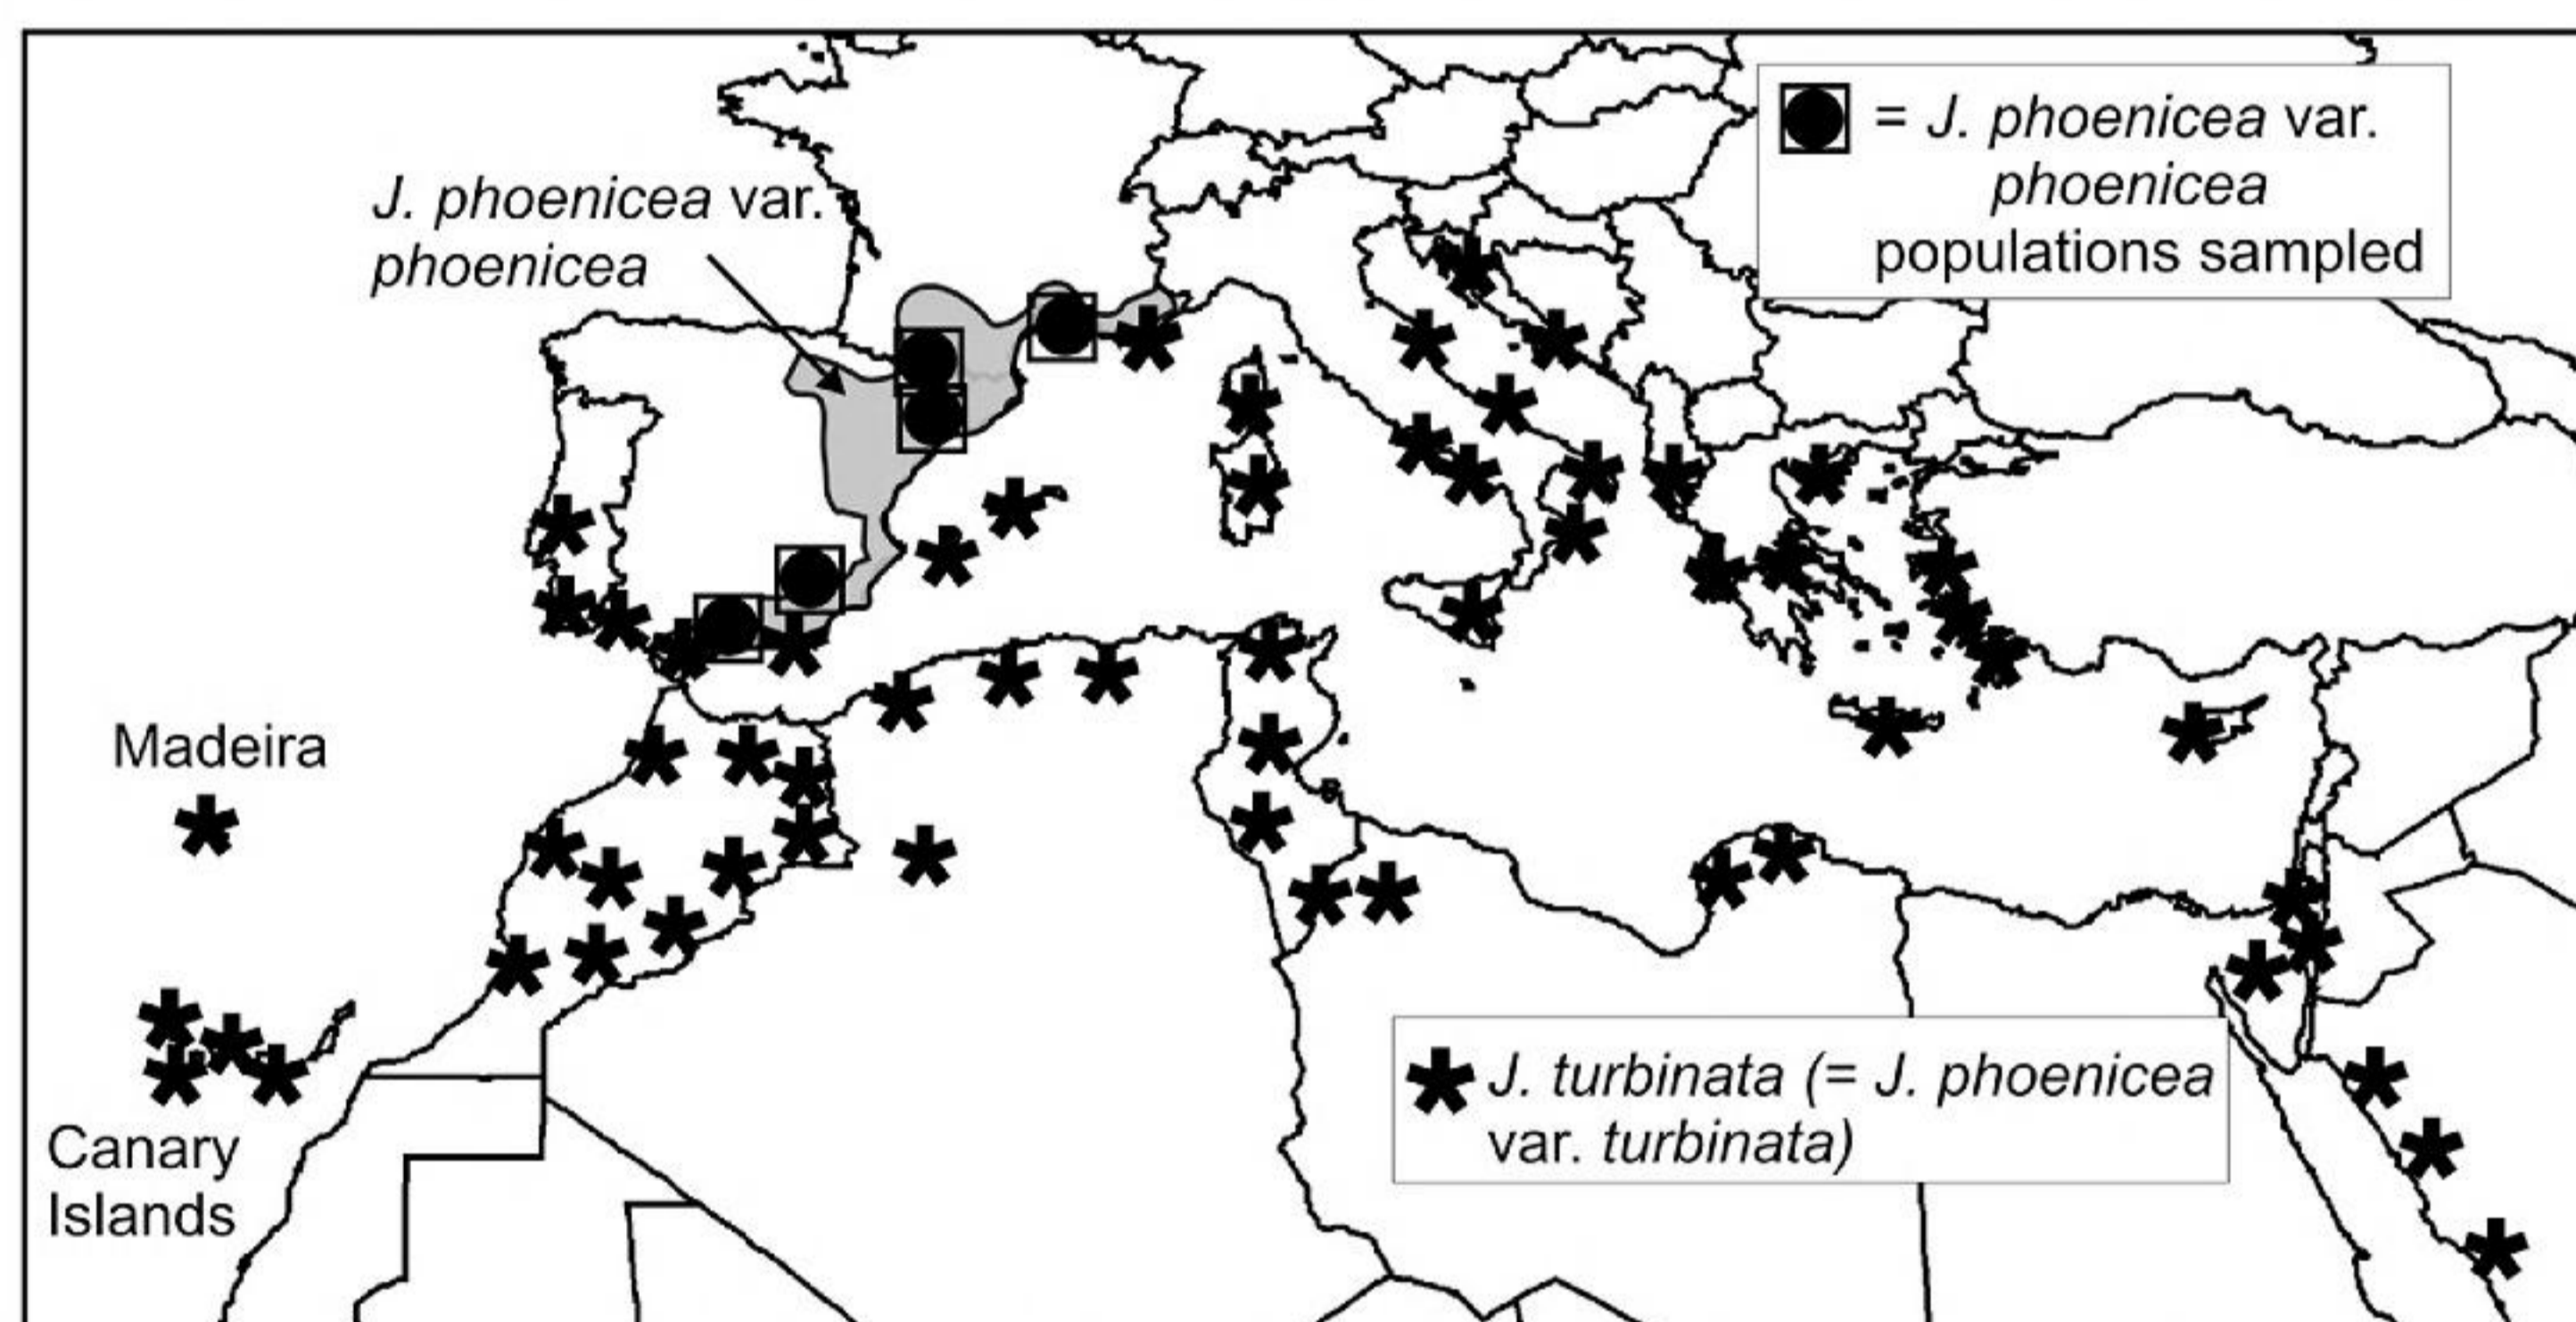 = J. phoenicea var.
phoenicea
populations sampled
J. phoenicea var.
phoenicea
Madeira
Canary
Islands
J. turbinata (= J. phoenicea
var. turbinata)